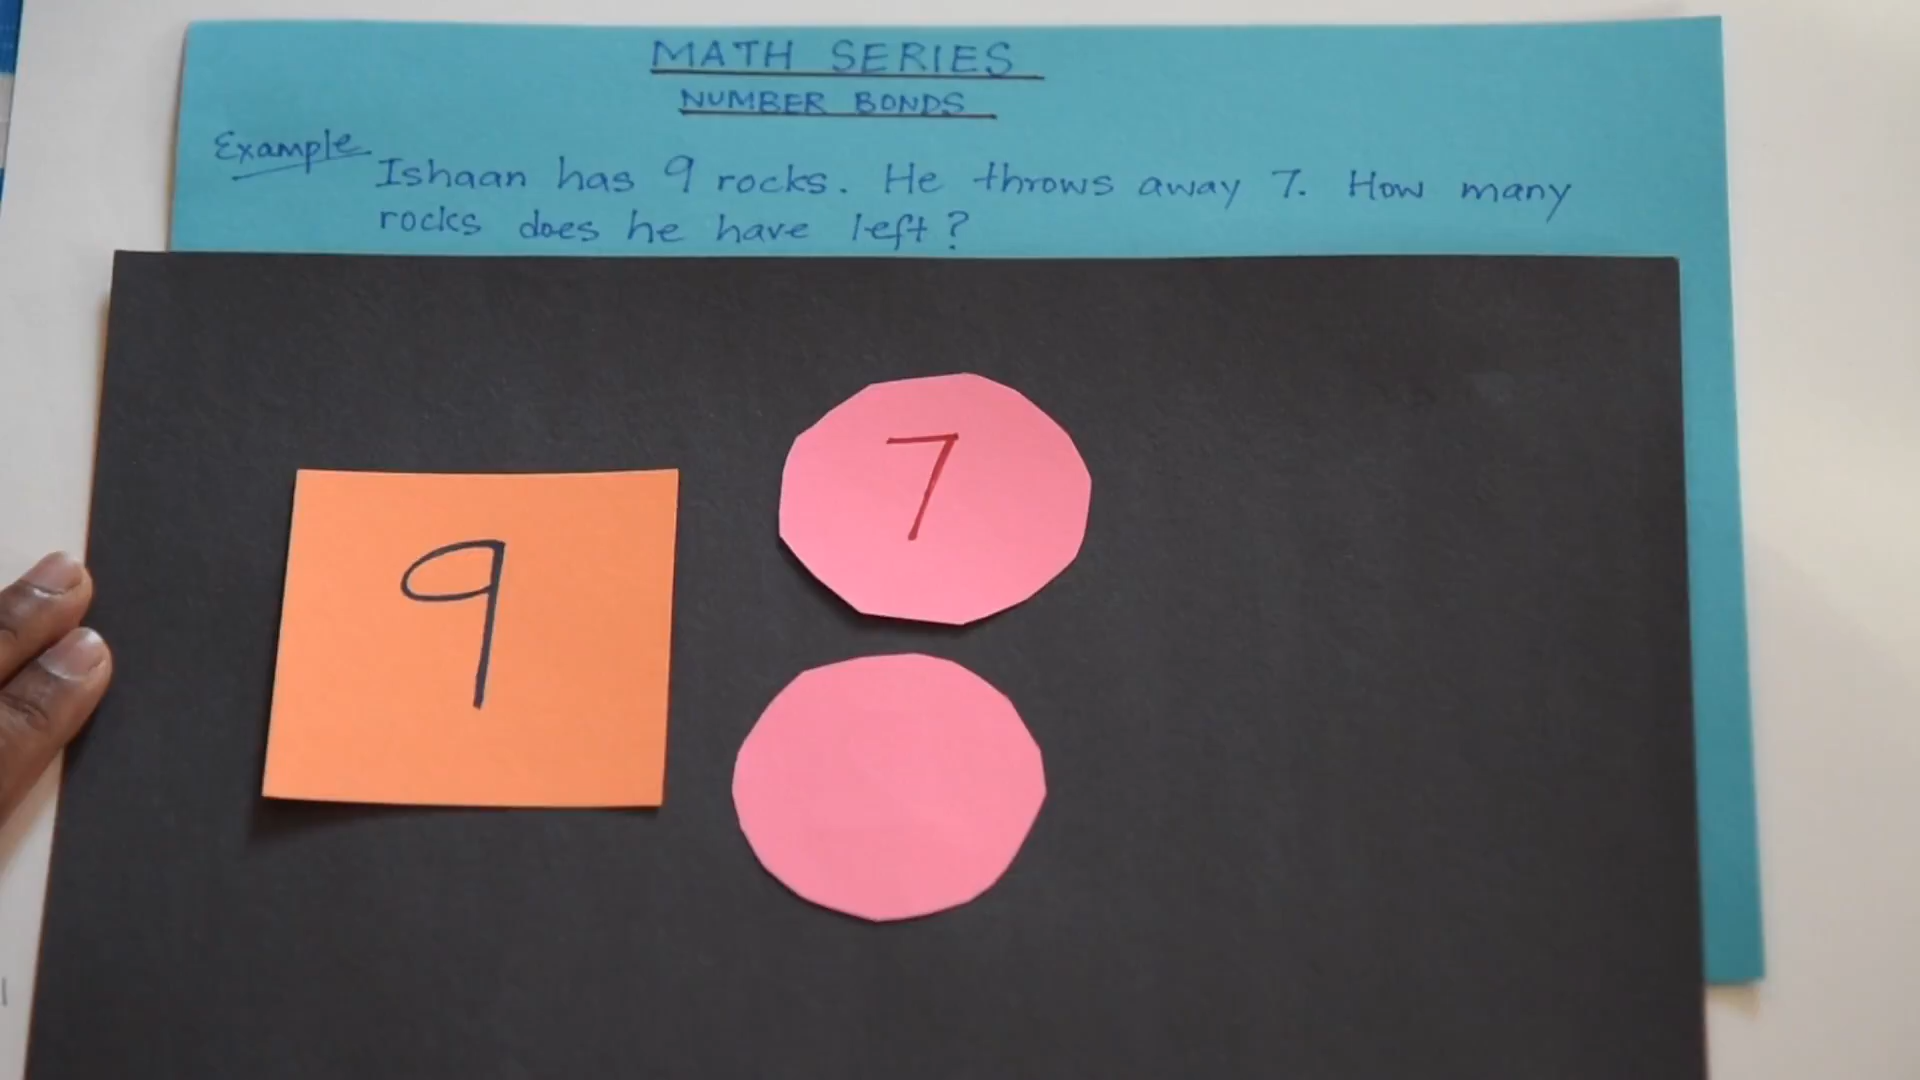 MATH SERIES
NUMBER BONDS
Example
Ishaan has 9 rocks. He throws away 7. How many
rocks does he have left?
7
9